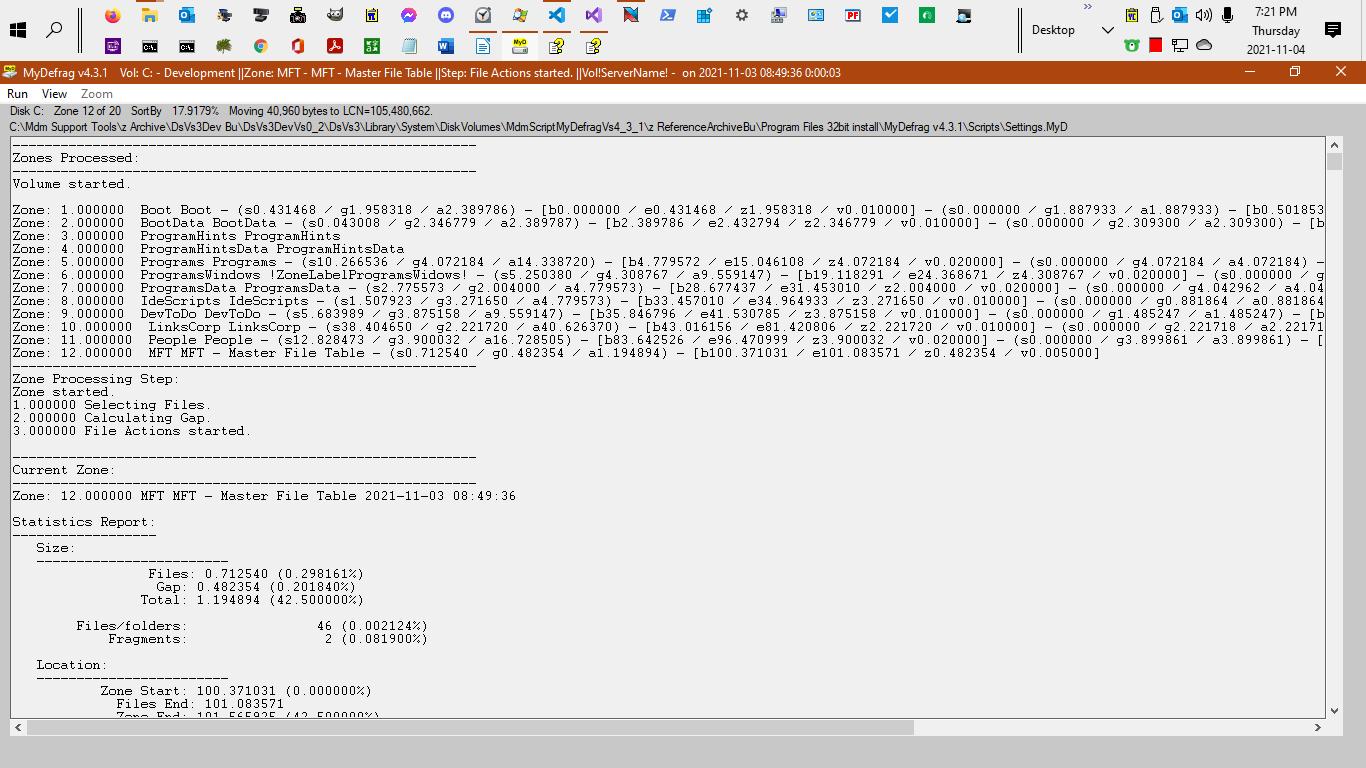 Desktop
»
7:21 PM
Thursday
2021-11-04
MyDefrag v4.3.1    Vol: C: - Development ||Zone: MFT - MFT - Master File Table ||Step: File Actions started. ||Vol!ServerName! -  on 2021-11-03 08:49:36 0:00:03
Run View Zoom
Disk C:   Zone 12 of 20   SortBy   17.9179%   Moving 40,960 bytes to LCN=105,480,662.
C:\Mdm Support Tools\z Archive\DsVs3Dev Bu\DsVs3DevVs0_2\DsVs3\Library\System\DiskVolumes\MdmScriptMyDefragVs4_3_1\z ReferenceArchiveBu\Program Files 32bit install\MyDefrag v4.3.1\Scripts\Settings.MyD
----------------------------------------------------------
Zones Processed:
----------------------------------------------------------
Volume started.
Zone: 1.000000  Boot Boot - (s0.431468 / g1.958318 / a2.389786) - [b0.000000 / e0.431468 / z1.958318 / v0.010000] - (s0.000000 / g1.887933 / a1.887933) - [b0.501853
Zone: 2.000000  BootData BootData - (s0.043008 / g2.346779 / a2.389787) - [b2.389786 / e2.432794 / z2.346779 / v0.010000] - (s0.000000 / g2.309300 / a2.309300) - [b
Zone: 3.000000  ProgramHints ProgramHints
Zone: 4.000000  ProgramHintsData ProgramHintsData
Zone: 5.000000  Programs Programs - (s10.266536 / g4.072184 / a14.338720) - [b4.779572 / e15.046108 / z4.072184 / v0.020000] - (s0.000000 / g4.072184 / a4.072184) -
Zone: 6.000000  ProgramsWindows !ZoneLabelProgramsWidows! - (s5.250380 / g4.308767 / a9.559147) - [b19.118291 / e24.368671 / z4.308767 / v0.020000] - (s0.000000 / g
Zone: 7.000000  ProgramsData ProgramsData - (s2.775573 / g2.004000 / a4.779573) - [b28.677437 / e31.453010 / z2.004000 / v0.020000] - (s0.000000 / g4.042962 / a4.04
Zone: 8.000000  IdeScripts IdeScripts - (s1.507923 / g3.271650 / a4.779573) - [b33.457010 / e34.964933 / z3.271650 / v0.010000] - (s0.000000 / g0.881864 / a0.881864
Zone: 9.000000  DevToDo DevToDo - (s5.683989 / g3.875158 / a9.559147) - [b35.846796 / e41.530785 / z3.875158 / v0.010000] - (s0.000000 / g1.485247 / a1.485247) - [b
Zone: 10.000000  LinksCorp LinksCorp - (s38.404650 / g2.221720 / a40.626370) - [b43.016156 / e81.420806 / z2.221720 / v0.010000] - (s0.000000 / g2.221718 / a2.22171
Zone: 11.000000  People People - (s12.828473 / g3.900032 / a16.728505) - [b83.642526 / e96.470999 / z3.900032 / v0.020000] - (s0.000000 / g3.899861 / a3.899861) - [
Zone: 12.000000  MFT MFT - Master File Table - (s0.712540 / g0.482354 / a1.194894) - [b100.371031 / e101.083571 / z0.482354 / v0.005000]
----------------------------------------------------------
Zone Processing Step:
Zone started.
1.000000 Selecting Files.
2.000000 Calculating Gap.
3.000000 File Actions started.
----------------------------------------------------------
Current Zone:
----------------------------------------------------------
Zone: 12.000000 MFT MFT - Master File Table 2021-11-03 08:49:36
Statistics Report:
------------------
Size:
------------------------
Files: 0.712540 (0.298161%)
Gap: 0.482354 (0.201840%)
Total: 1.194894 (42.500000%)
Files/folders: 46 (0.002124%)
Fragments: 2 (0.081900%)
Location:
------------------------
Zone Start: 100.371031 (0.000000%)
Files End: 101.083571
Zone End: 101.565925 (42.500000%)